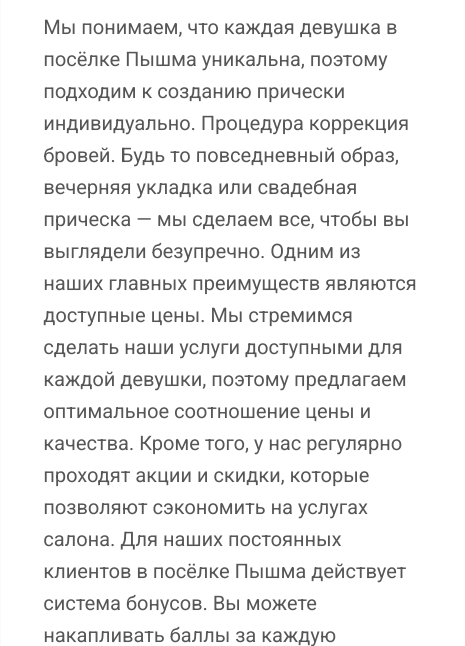 Мы понимаем, что каждая девушка в
посёлке Пышма уникальна, поэтому
подходим к созданию прически
индивидуально. Процедура коррекция
бровей. Будь то повседневный образ,
вечерняя укладка или свадебная
прическа — мы сделаем все, чтобы вы
выглядели безупречно. Одним из
наших главных преимуществ являются
доступные цены. Мы стремимся
сделать наши услуги доступными для
каждой девушки, поэтому предлагаем
оптимальное соотношение цены и
качества. Кроме того, у нас регулярно
проходят акции и скидки, которые
позволяют сэкономить на услугах
салона. Для наших постоянных
клиентов в посёлке Пышма действует
система бонусов. Вы можете
накапливать баллы за каждую